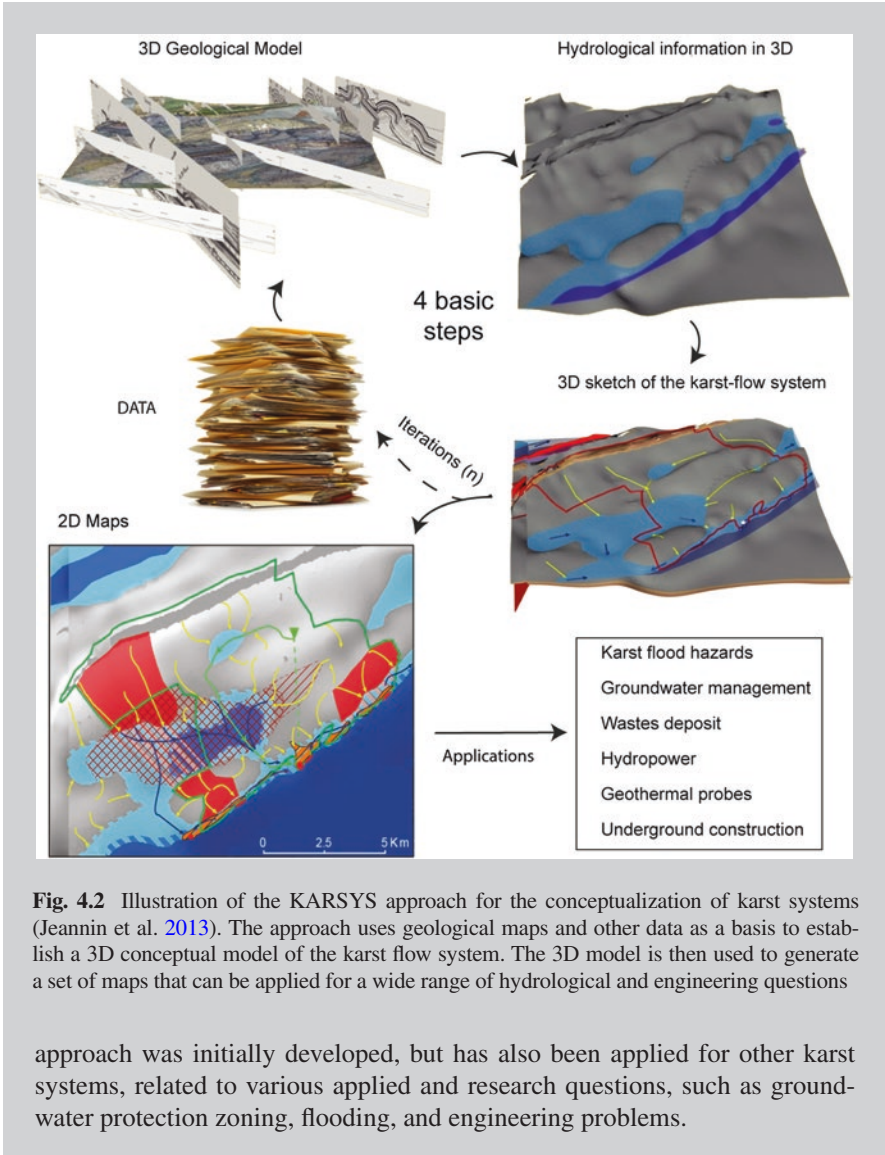 3D Geological Model
Hydrological information in 3D
4 basic
steps
3D sketch of the karst-flow system
DATA
Iterations (n)
2D Maps
0 2.5 5 Km
Applications
Karst flood hazards
Groundwater management
Wastes deposit
Hydropower
Geothermal probes
Underground construction
Fig. 4.2 Illustration of the KARSYS approach for the conceptualization of karst systems
(Jeannin et al. 2013). The approach uses geological maps and other data as a basis to estab-
lish a 3D conceptual model of the karst flow system. The 3D model is then used to generate
a set of maps that can be applied for a wide range of hydrological and engineering questions
approach was initially developed, but has also been applied for other karst
systems, related to various applied and research questions, such as ground-
water protection zoning, flooding, and engineering problems.